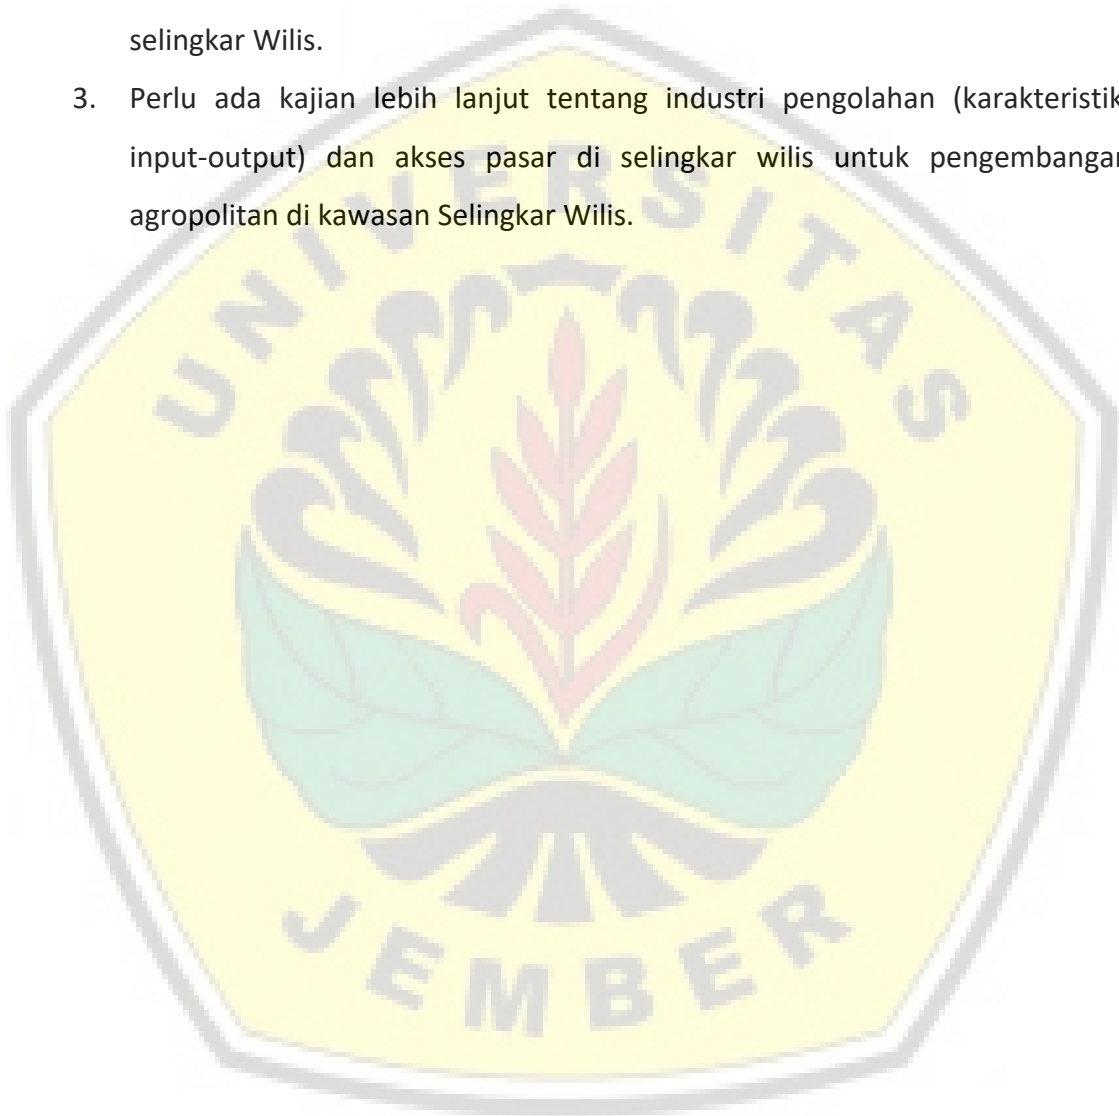 selingkar Wilis.
3. Perlu ada kajian lebih lanjut tentang industri pengolahan (karakteristik
input-output) dan akses pasar di selingkar wilis untuk pengembangan
agropolitan di kawasan Selingkar Wilis.
UNIVERSITAS
JEMBER